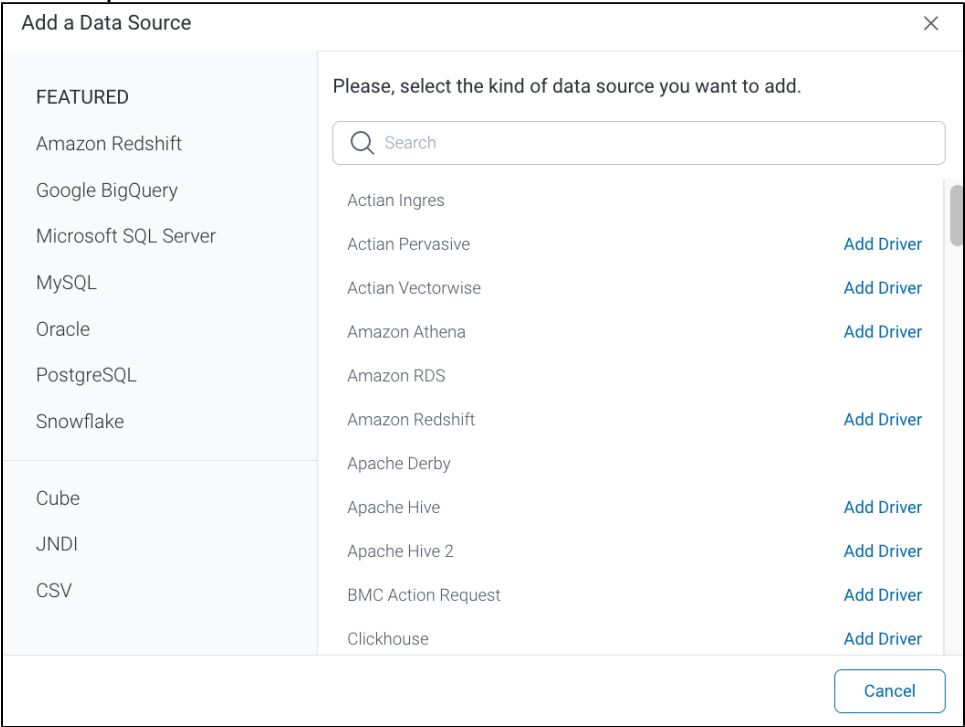 Add a Data Source
FEATURED
Amazon Redshift
Google BigQuery
Microsoft SQL Server
MySQL
Oracle
PostgreSQL
Snowflake
Cube
JNDI
CSV
Please, select the kind of data source you want to add.
Search
Actian Ingres
Actian Pervasive Add Driver
Actian Vectorwise Add Driver
Amazon Athena Add Driver
Amazon RDS
Amazon Redshift Add Driver
Apache Derby
Apache Hive Add Driver
Apache Hive 2 Add Driver
BMC Action Request Add Driver
Clickhouse Add Driver
Cancel